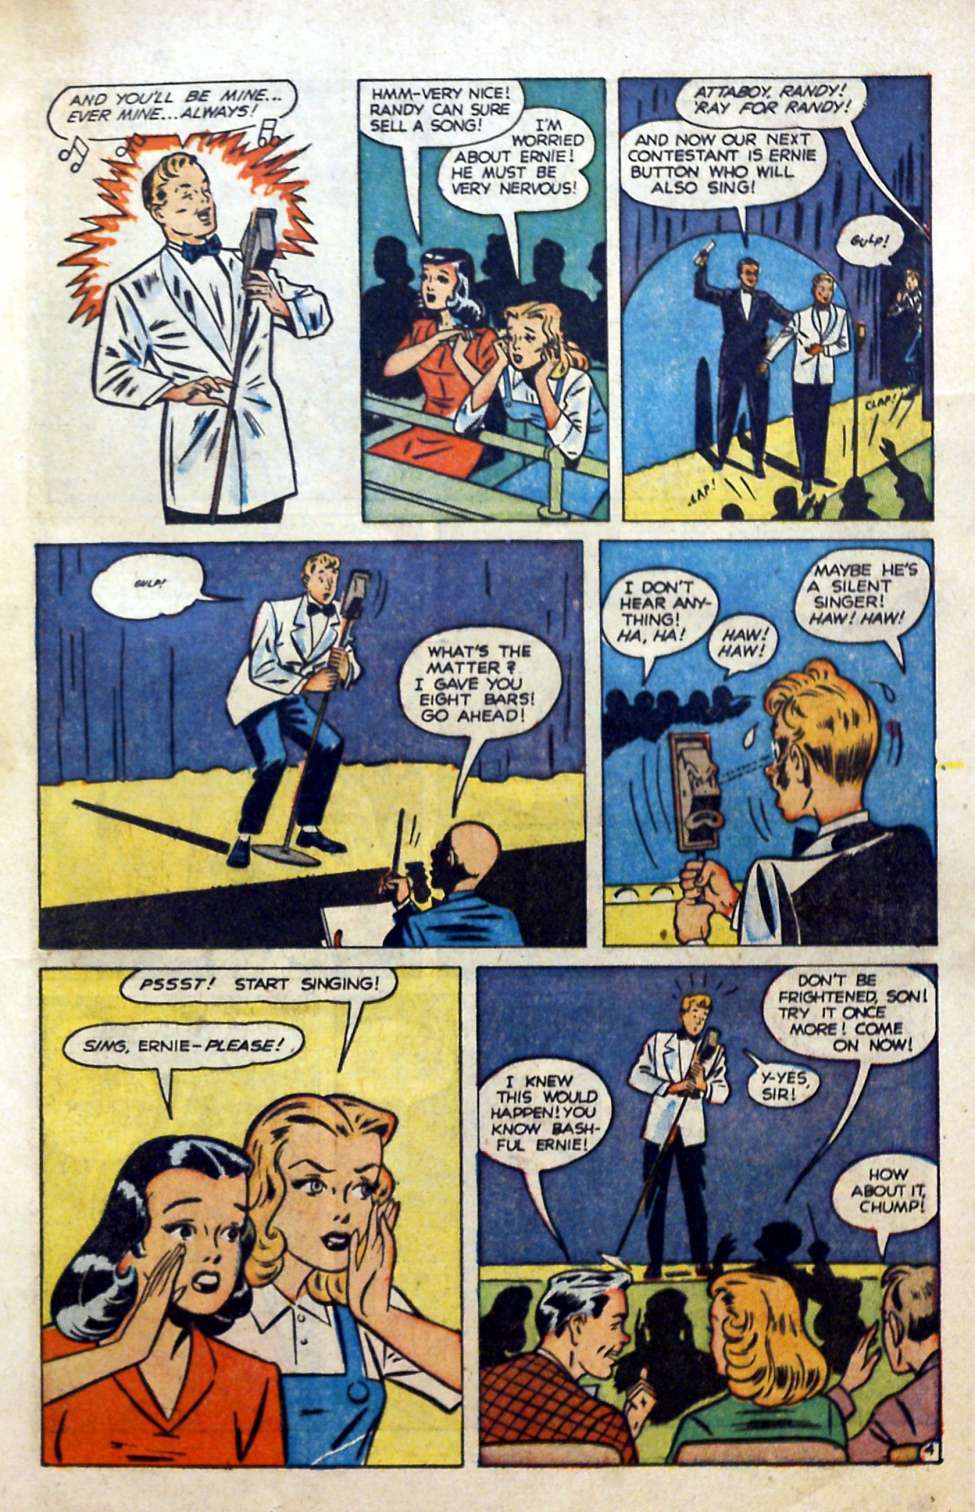 AND YOU'LL BE MINE...
EVER MINE...ALWAYS!
HMM-VERY NICE!
RANDY CAN SURE
SELL A SONG!
I'M
WORRIED
ABOUT ERNIE!
HE MUST BE
VERY NERVOUS!
ATTABOY, RANDY!
'RAY FOR RANDY!
AND NOW OUR NEXT
CONTESTANT IS ERNIE
BUTTON WHO WILL
ALSO SING!
GULP!
CLAP!
CLAP!
GULP!
WHAT'S THE
MATTER?
I GAVE YOU
EIGHT BARS!
GO AHEAD!
I DON'T
HEAR ANY-
THING!
HA, HA!
HAW!
HAW!
MAYBE HE'S
A SILENT
SINGER!
HAW! HAW!
PSSST! START SINGING!
SING, ERNIE-PLEASE!
I KNEW
THIS WOULD
HAPPEN! YOU
KNOW BASH-
FUL ERNIE!
Y-YES,
SIR!
DON'T BE
FRIGHTENED, SON!
TRY IT ONCE
MORE! COME
ON NOW!
HOW
ABOUT IT,
CHUMP!
4